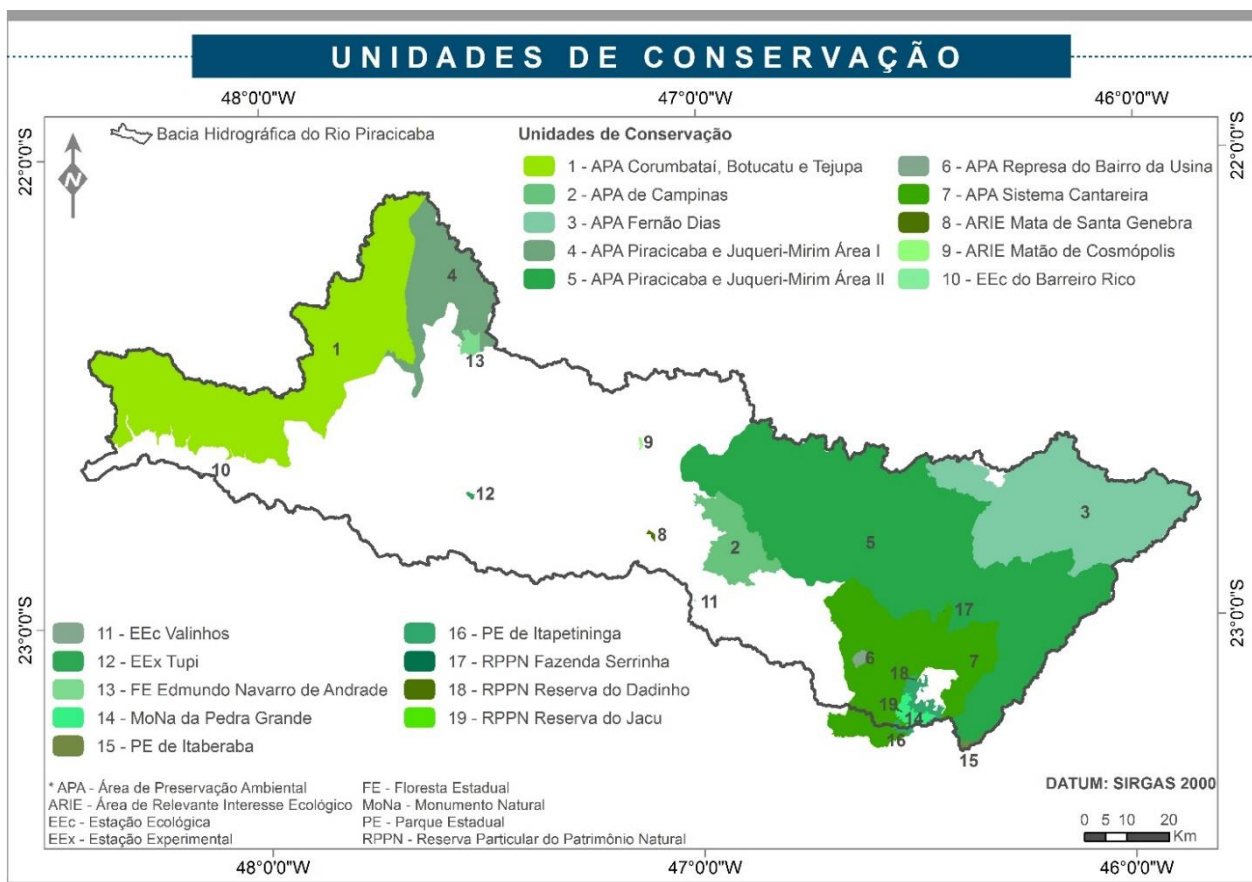 UNIDADES DE CONSERVAÇÃO
48°0'0"W
47°0'0"W
46°0'0"W
22°0'0"S
22°0'0"S
N
Bacia Hidrográfica do Rio Piracicaba
Unidades de Conservação
1 - APA Corumbataí, Botucatu e Tejupa
2 - APA de Campinas
3 - APA Fernão Dias
4 - APA Piracicaba e Juqueri-Mirim Área I
5 - APA Piracicaba e Juqueri-Mirim Área II
6 - APA Represa do Bairro da Usina
7 - APA Sistema Cantareira
8 - ARIE Mata de Santa Genebra
9 - ARIE Matão de Cosmópolis
10 - EEc do Barreiro Rico
4
1
13
9
10
12
3
8
2
5
11
17
6
7
18
19
14
16
15
23°0'0"S
23°0'0"S
11 - EEc Valinhos
12 - EEx Tupi
13 - FE Edmundo Navarro de Andrade
14 - MoNa da Pedra Grande
15 - PE de Itaberaba
16 - PE de Itapetininga
17 - RPPN Fazenda Serrinha
18 - RPPN Reserva do Dadinho
19 - RPPN Reserva do Jacu
* APA - Área de Preservação Ambiental
ARIE - Área de Relevante Interesse Ecológico
EEc - Estação Ecológica
EEx - Estação Experimental
FE - Floresta Estadual
MoNa - Monumento Natural
PE - Parque Estadual
RPPN - Reserva Particular do Patrimônio Natural
DATUM: SIRGAS 2000
0 5 10 20
Km
48°0'0"W
47°0'0"W
46°0'0"W